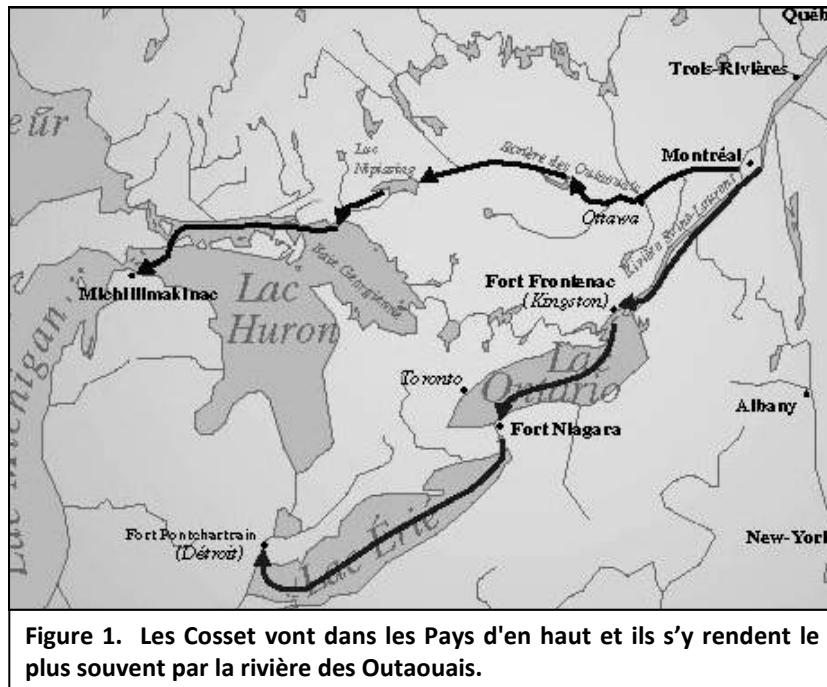 Québ
Trois-Rivières
eur
Lac
Nipissing
Rivière des Outaouais
Montréal
Ottawa
Rivière Saint-Laurent
Baie Georgienne
Michilimakinac
Fort Frontenac
(Kingston)
Lac
Huron
Lac Michigan
Lac
Ontario
Toronto
Albany
Fort Niagara
Fort Pontchartrain
(Détroit)
Lac Érie
New-York
Figure 1. Les Cosset vont dans les Pays d'en haut et ils s'y rendent le
plus souvent par la rivière des Outaouais.